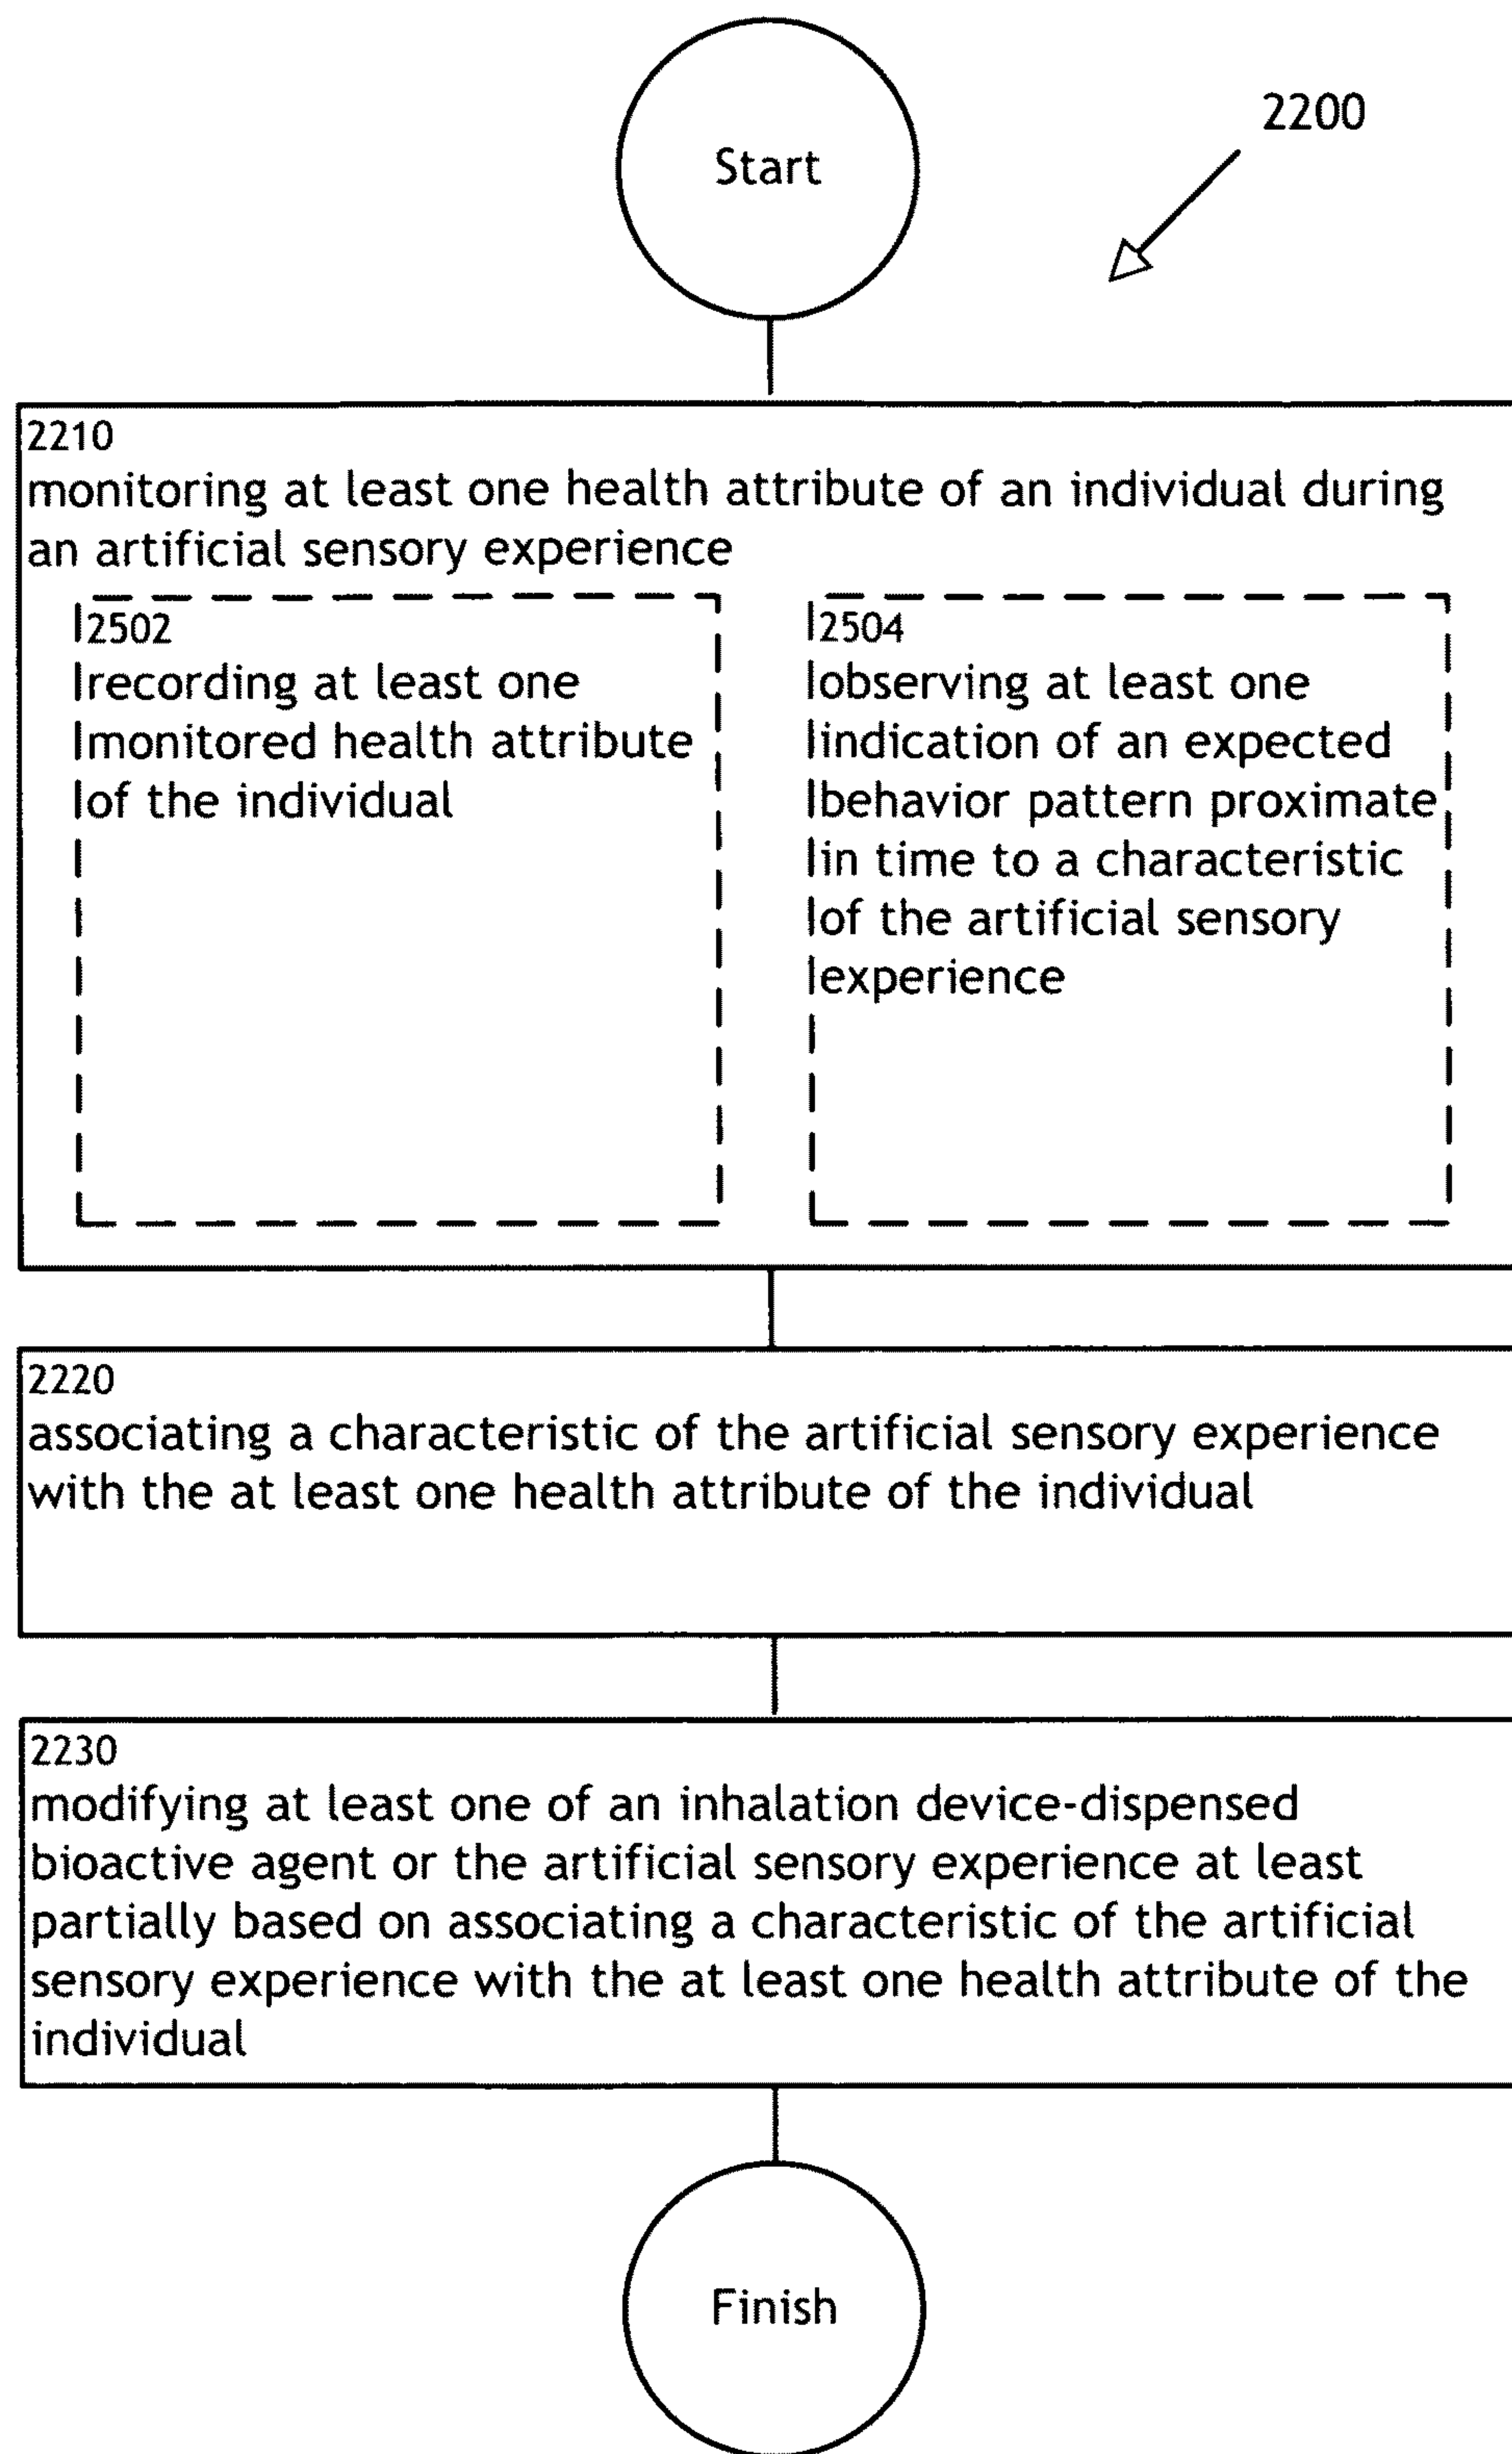 Start
2200
2210
monitoring at least one health attribute of an individual during
an artificial sensory experience
2502
recording at least one
monitored health attribute
of the individual
2504
observing at least one
indication of an expected
behavior pattern proximate
in time to a characteristic
of the artificial sensory
experience
2220
associating a characteristic of the artificial sensory experience
with the at least one health attribute of the individual
2230
modifying at least one of an inhalation device-dispensed
bioactive agent or the artificial sensory experience at least
partially based on associating a characteristic of the artificial
sensory experience with the at least one health attribute of the
individual
Finish